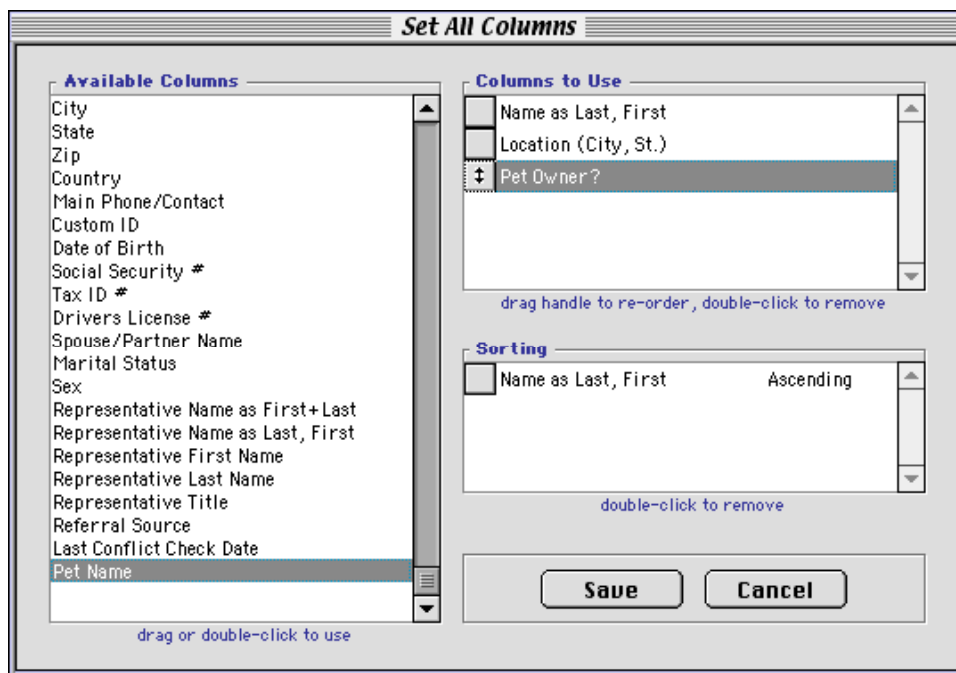 Set All Columns
Available Columns
City
State
Zip
Country
Main Phone/Contact
Custom ID
Date of Birth
Social Security #
Tax ID #
Drivers License #
Spouse/Partner Name
Marital Status
Sex
Representative Name as First+Last
Representative Name as Last, First
Representative First Name
Representative Last Name
Representative Title
Referral Source
Last Conflict Check Date
Pet Name
drag or double-click to use
Columns to Use
Name as Last, First
Location (City, St.)
Pet Owner?
drag handle to re-order, double-click to remove
Sorting
Name as Last, First Ascending
double-click to remove
Save Cancel